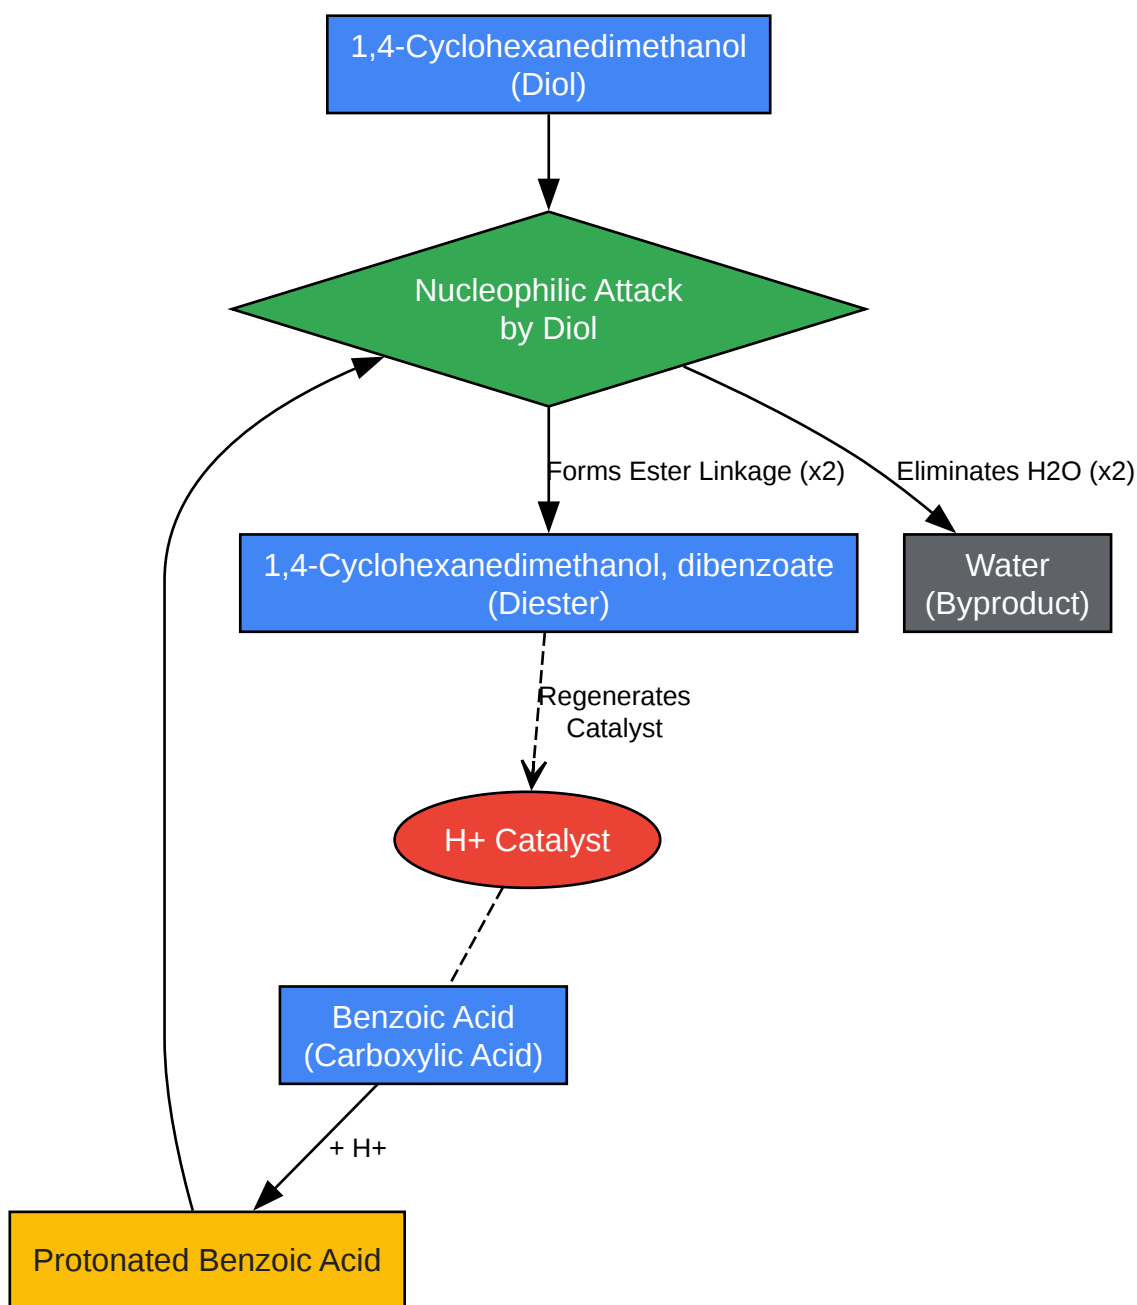 1,4-Cyclohexanedimethanol
(Diol)
Nucleophilic Attack
by Diol
Forms Ester Linkage (x2)
Eliminates H2O (x2)
1,4-Cyclohexanedimethanol, dibenzoate
(Diester)
Water
(Byproduct)
Regenerates
Catalyst
H+ Catalyst
Benzoic Acid
(Carboxylic Acid)
+ H+
Protonated Benzoic Acid